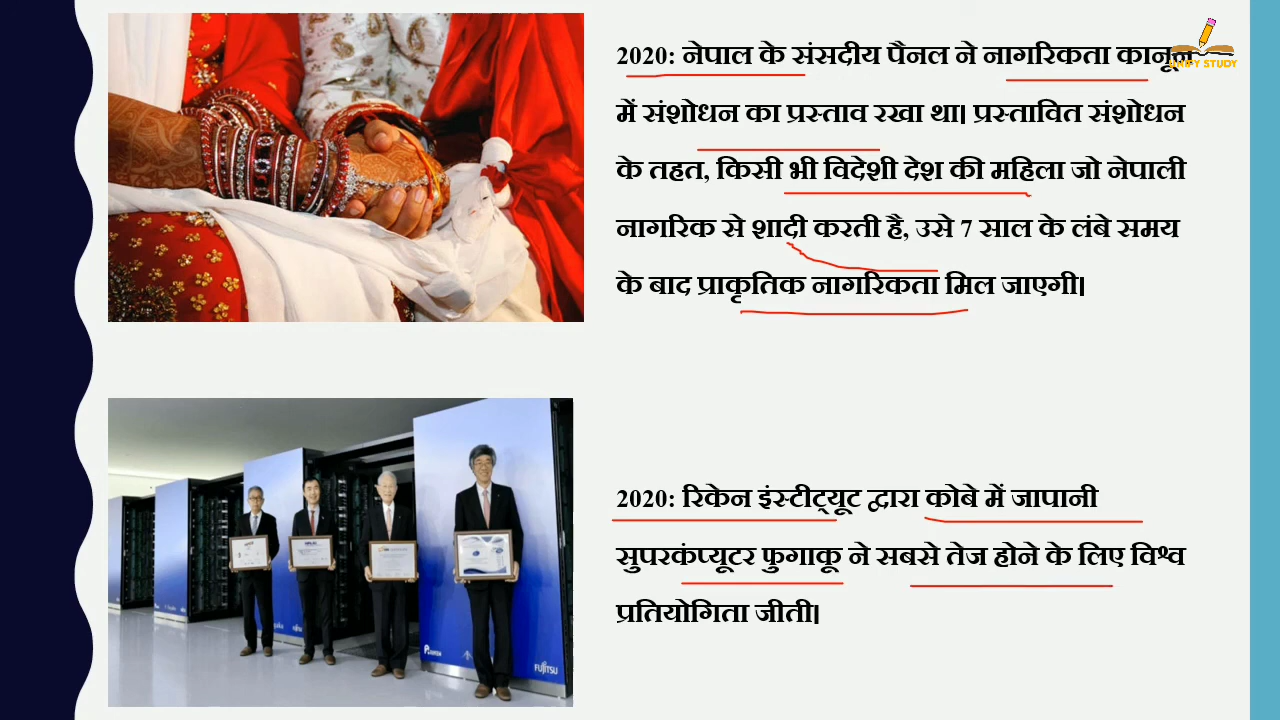 2020: नेपाल के संसदीय पैनल ने नागरिकता कानून
में संशोधन का प्रस्ताव रखा था। प्रस्तावित संशोधन
के तहत, किसी भी विदेशी देश की महिला जो नेपाली
नागरिक से शादी करती है, उसे 7 साल के लंबे समय
के बाद प्राकृतिक नागरिकता मिल जाएगी।
2020: रिकेन इंस्टीट्यूट द्वारा कोबे में जापानी
सुपरकंप्यूटर फुगाकू ने सबसे तेज होने के लिए विश्व
प्रतियोगिता जीती।
STUDY
FUJITSU